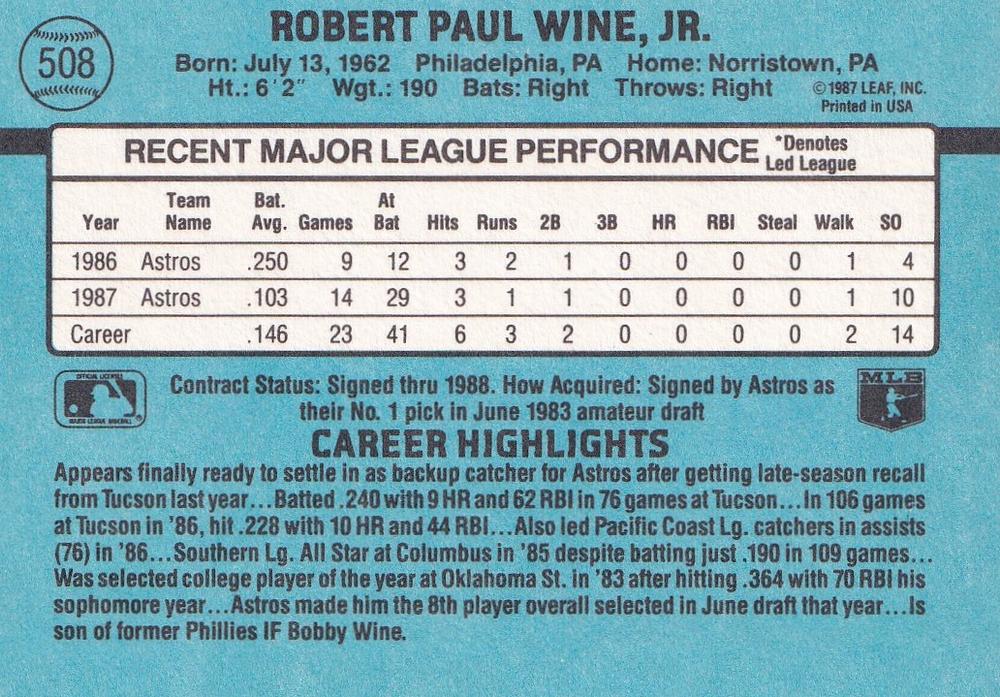 508
ROBERT PAUL WINE, JR.
Born: July 13, 1962 Philadelphia, PA Home: Norristown, PA
Ht.: 6'2" Wgt.: 190 Bats: Right Throws: Right
©1987 LEAF, INC.
Printed in USA
RECENT MAJOR LEAGUE PERFORMANCE *Denotes Led League
Year Team Name Bat. Avg. Games At Bat Hits Runs 2B 3B HR RBI Steal Walk SO
1986 Astros .250 9 12 3 2 1 0 0 0 0 1 4
1987 Astros .103 14 29 3 1 1 0 0 0 0 1 10
Career .146 23 41 6 3 2 0 0 0 0 2 14
OFFICIAL LICENSEE
MAJOR LEAGUE BASEBALL
Contract Status: Signed thru 1988. How Acquired: Signed by Astros as
their No. 1 pick in June 1983 amateur draft
MLB
CAREER HIGHLIGHTS
Appears finally ready to settle in as backup catcher for Astros after getting late-season recall
from Tucson last year...Batted .240 with 9 HR and 62 RBI in 76 games at Tucson...In 106 games
at Tucson in '86, hit .228 with 10 HR and 44 RBI...Also led Pacific Coast Lg. catchers in assists
(76) in '86...Southern Lg. All Star at Columbus in '85 despite batting just .190 in 109 games...
Was selected college player of the year at Oklahoma St. in '83 after hitting .364 with 70 RBI his
sophomore year...Astros made him the 8th player overall selected in June draft that year...Is
son of former Phillies IF Bobby Wine.